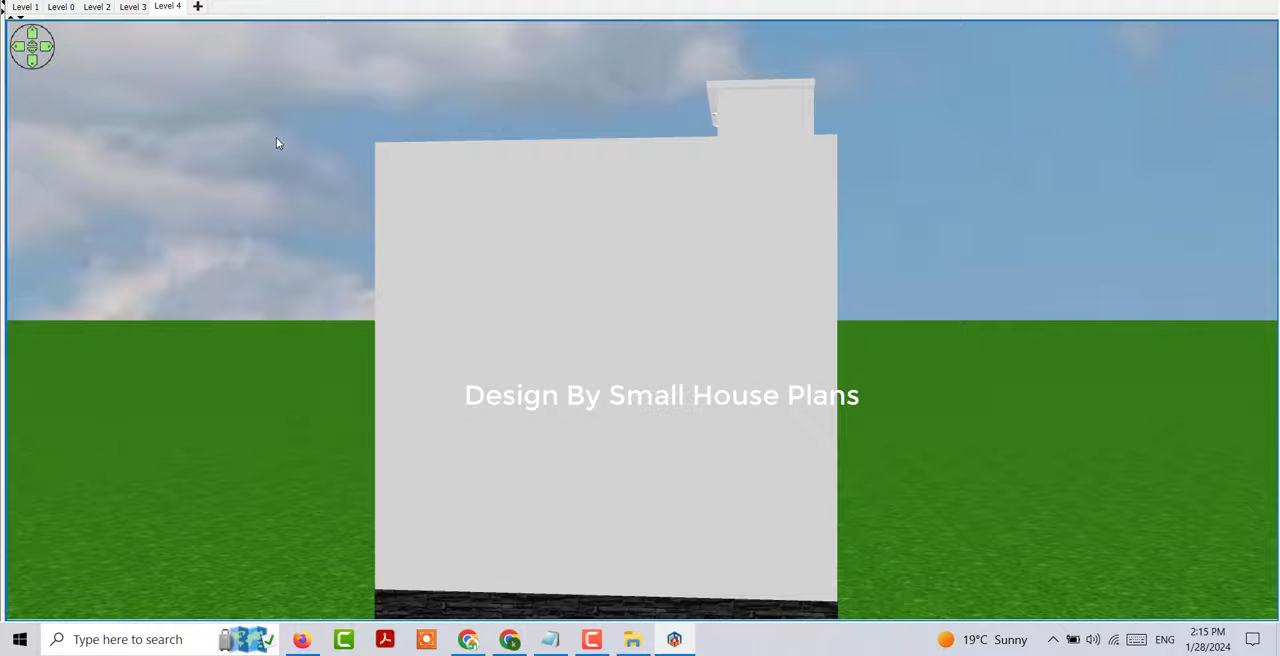 Level 1 Level 0 Level 2 Level 3 Level 4
Design By Small House Plans
Type here to search
19°C Sunny
ENG
2:15 PM
1/28/2024